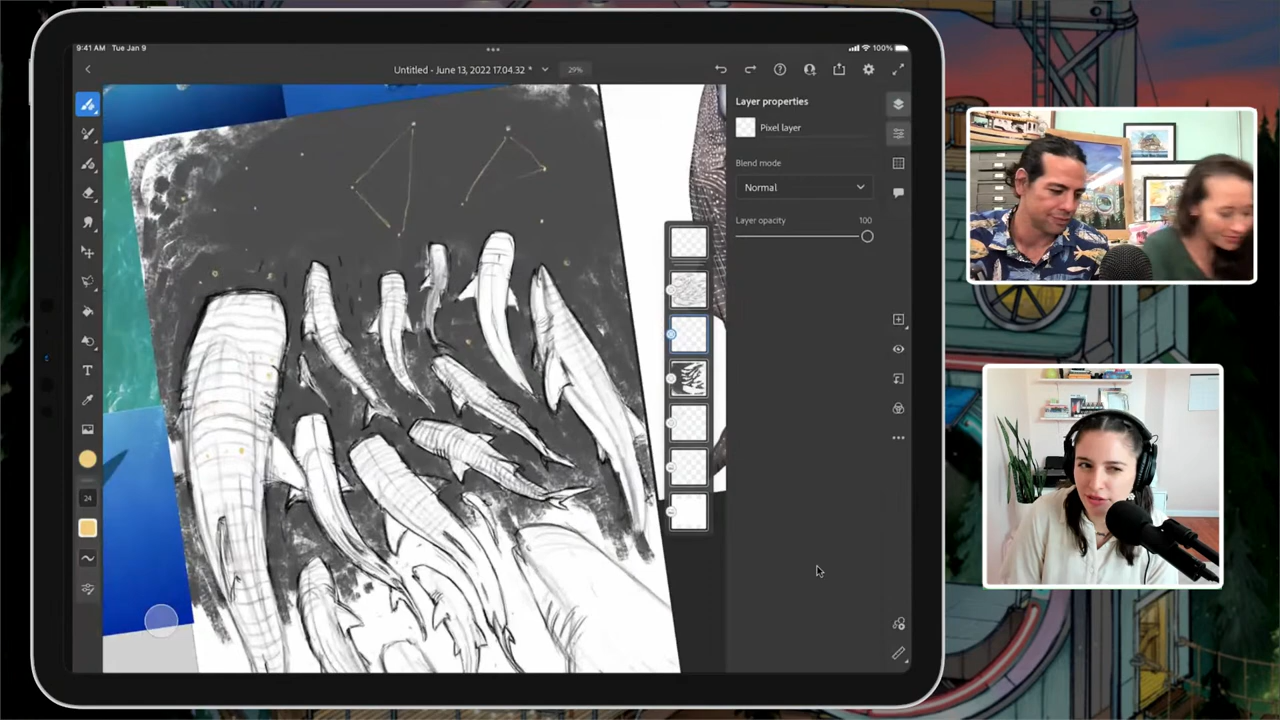 9:41 AM Tue Jan 9
100%
Untitled - June 13, 2022 17.04.32 *
29%
Layer properties
Pixel layer
Blend mode
Normal
Layer opacity
100
24
T